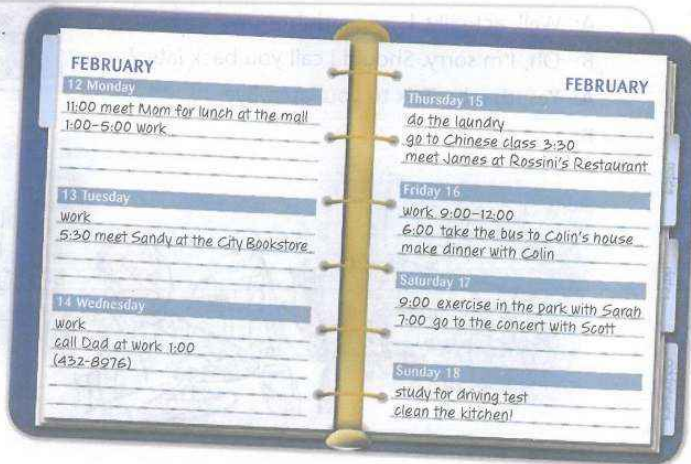 FEBRUARY
12 Monday
11:00 meet Mom for lunch at the mall
1:00-5:00 work
13 Tuesday
work
5:30 meet Sandy at the City Bookstore
14 Wednesday
work
call Dad at work 1:00
(432-8976)
FEBRUARY
Thursday 15
do the laundry
go to Chinese class 3:30
meet James at Rossini's Restaurant
Friday 16
work 9:00-12:00
6:00 take the bus to Colin's house
make dinner with Colin
Saturday 17
9:00 exercise in the park with Sarah
7:00 go to the concert with Scott
Sunday 18
study for driving test
clean the kitchen!